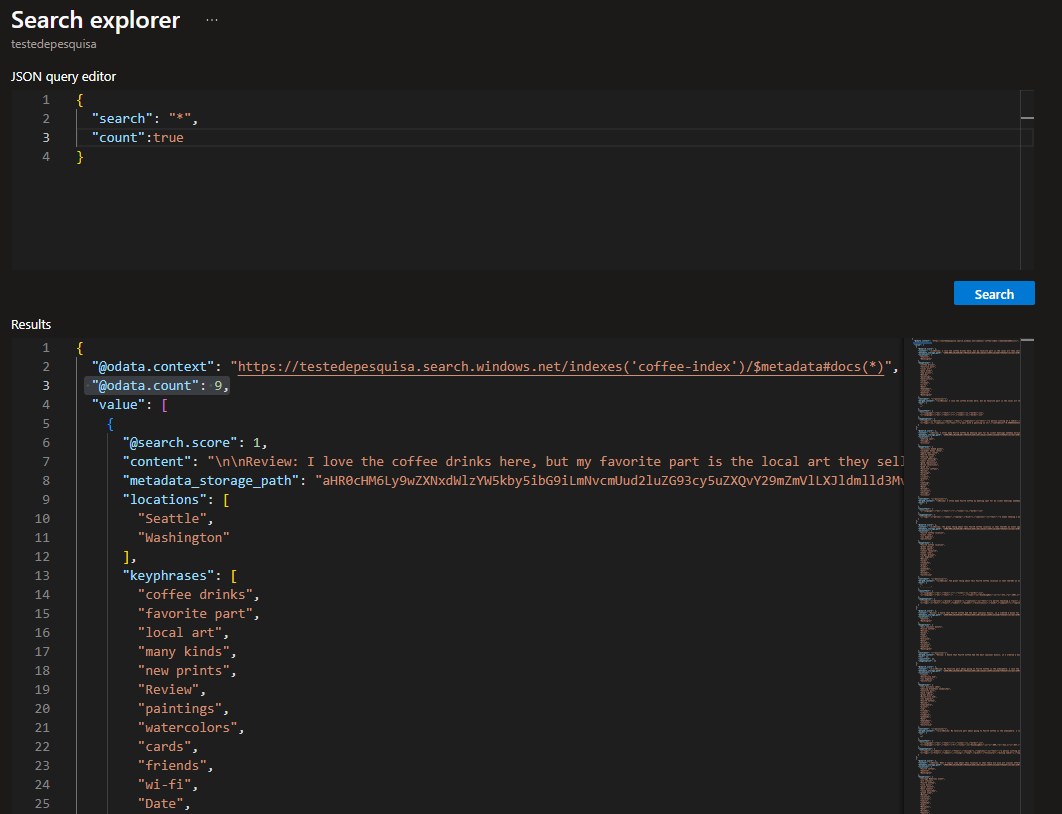 Search explorer ...
testedepesquisa
JSON query editor
1 {
2 "search": "*",
3 "count":true
4 }
Search
Results
1 {
2 "@odata.context": "https://testedepesquisa.search.windows.net/indexes('coffee-index')/$metadata#docs(*)",
3 "@odata.count": 9,
4 "value": [
5 {
6 "@search.score": 1,
7 "content": "\n\nReview: I love the coffee drinks here, but my favorite part is the local art they sell
8 "metadata_storage_path":
9 "locations": [
10 "Seattle",
11 "Washington"
12 ],
13 "keyphrases": [
14 "coffee drinks",
15 "favorite part",
16 "local art",
17 "many kinds",
18 "new prints",
19 "Review",
20 "paintings",
21 "watercolors",
22 "cards",
23 "friends",
24 "wi-fi",
25 "Date",